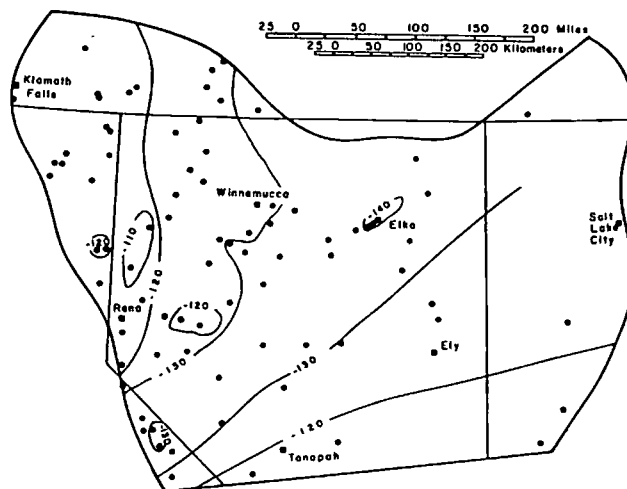 25 0 50 100 150 200 Miles
25 0 50 100 150 200 Kilometers
Klamath
Falls
Winnemucca
-140
Elko
Salt
Lake
City
-120
-110
-120
Reno
-120
-130
-130
Ely
-120
-130
Tonopah